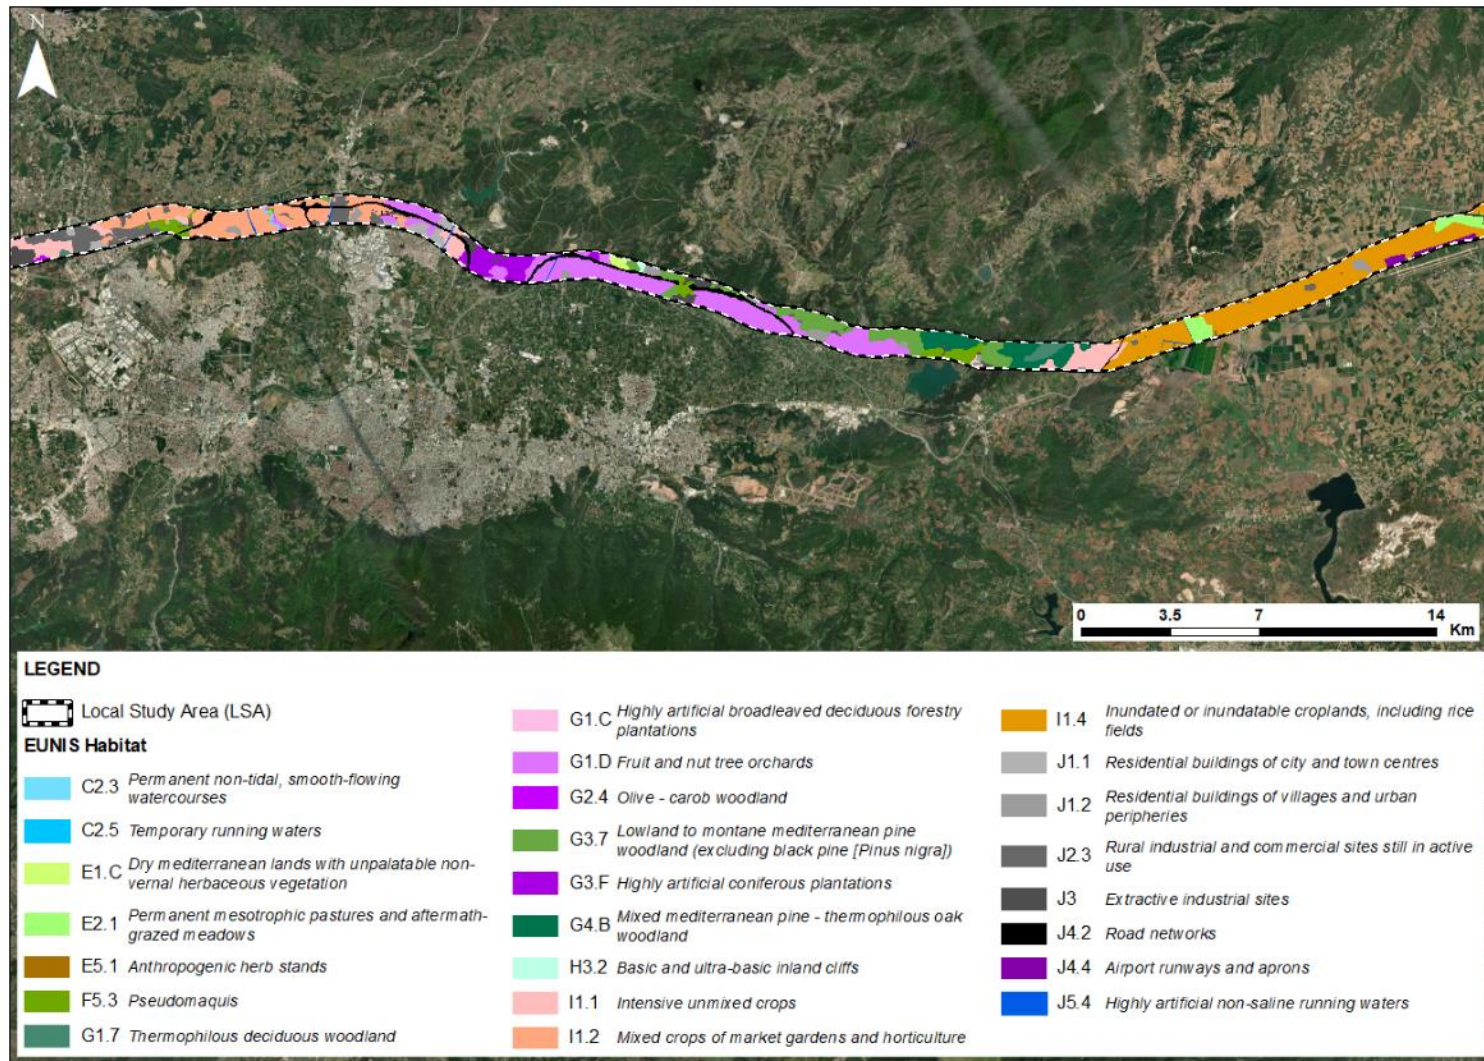 N
0 3.5 7 14
Km
LEGEND
Local Study Area (LSA)
EUNIS Habitat
C2.3 Permanent non-tidal, smooth-flowing
watercourses
C2.5 Temporary running waters
E1.C Dry mediterranean lands with unpalatable non-
vernal herbaceous vegetation
E2.1 Permanent mesotrophic pastures and aftermath-
grazed meadows
E5.1 Anthropogenic herb stands
F5.3 Pseudomaquis
G1.7 Thermophilous deciduous woodland
G1.C Highly artificial broadleaved deciduous forestry
plantations
G1.D Fruit and nut tree orchards
G2.4 Olive - carob woodland
G3.7 Lowland to montane mediterranean pine
woodland (excluding black pine [Pinus nigra])
G3.F Highly artificial coniferous plantations
G4.B Mixed mediterranean pine - thermophilous oak
woodland
H3.2 Basic and ultra-basic inland cliffs
I1.1 Intensive unmixed crops
I1.2 Mixed crops of market gardens and horticulture
I1.4 Inundated or inundatable croplands, including rice
fields
J1.1 Residential buildings of city and town centres
J1.2 Residential buildings of villages and urban
peripheries
J2.3 Rural industrial and commercial sites still in active
use
J3 Extractive industrial sites
J4.2 Road networks
J4.4 Airport runways and aprons
J5.4 Highly artificial non-saline running waters